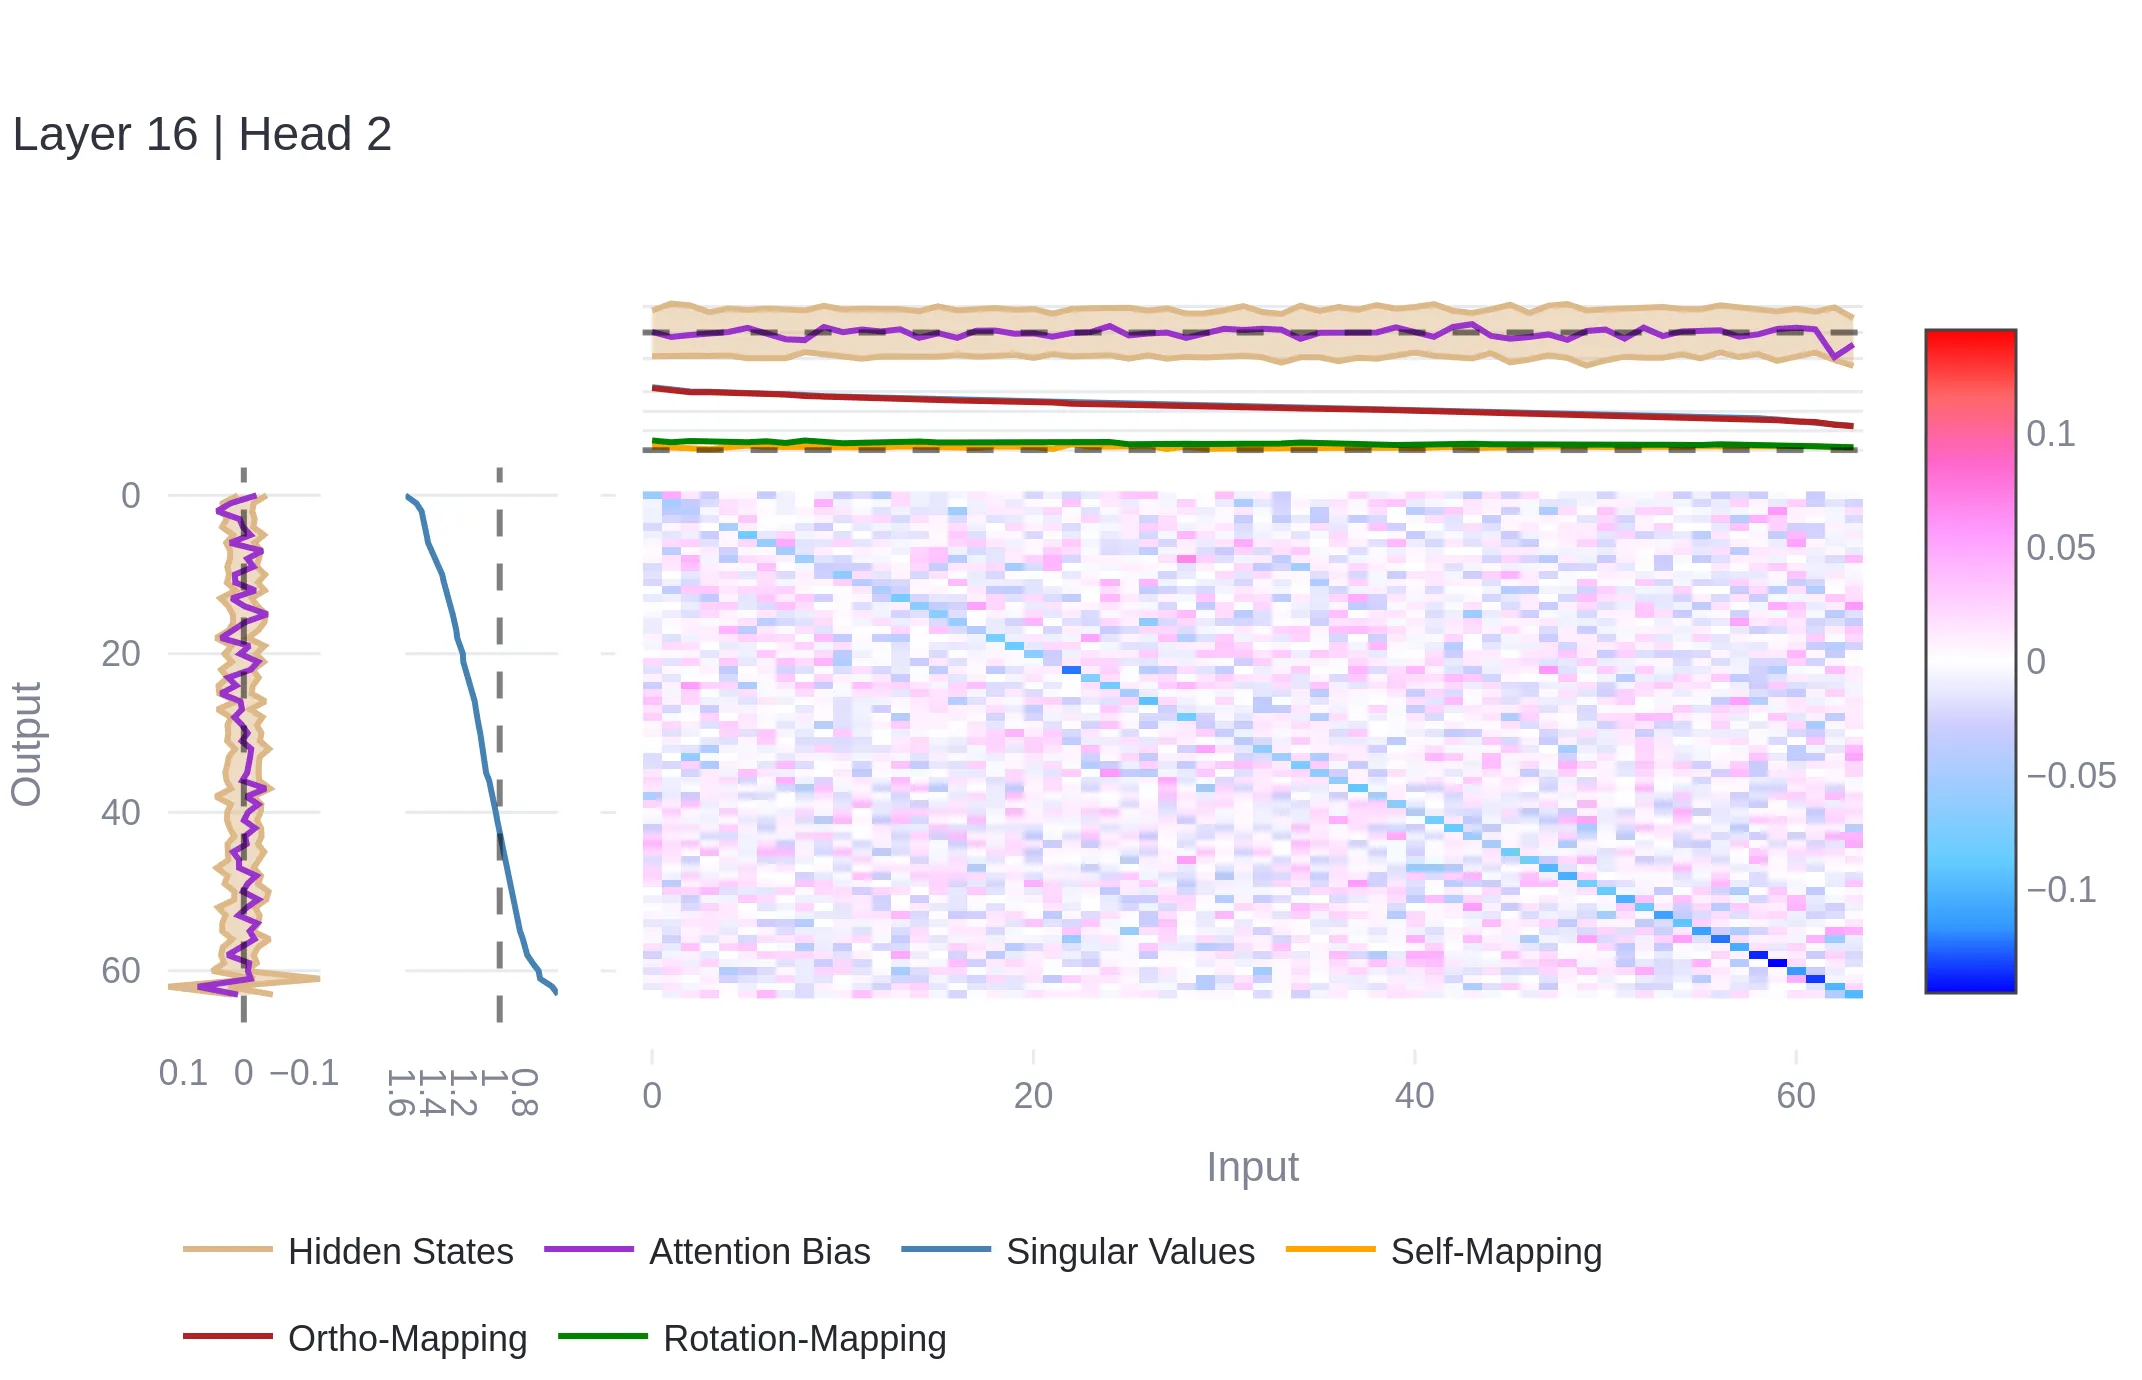 Layer 16 | Head 2
0
20
40
60
Output
0.1 0 −0.1
1.6 1.4 1.2 1 0.8
0 20 40 60
Input
0.1
0.05
0
−0.05
−0.1
Hidden States Attention Bias Singular Values Self-Mapping
Ortho-Mapping Rotation-Mapping